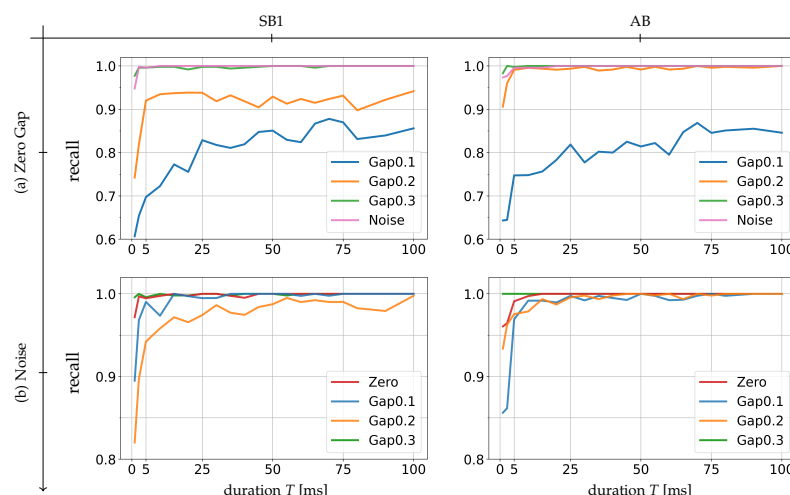 SB1 AB
(a) Zero Gap
recall
1.0
0.9
0.8
0.7
0.6
0 5 25 50 75 100
Gap0.1
Gap0.2
Gap0.3
Noise
1.0
0.9
0.8
0.7
0.6
0 5 25 50 75 100
Gap0.1
Gap0.2
Gap0.3
Noise
(b) Noise
recall
1.0
0.9
0.8
0 5 25 50 75 100
duration T [ms]
Zero
Gap0.1
Gap0.2
Gap0.3
1.0
0.9
0.8
0 5 25 50 75 100
duration T [ms]
Zero
Gap0.1
Gap0.2
Gap0.3